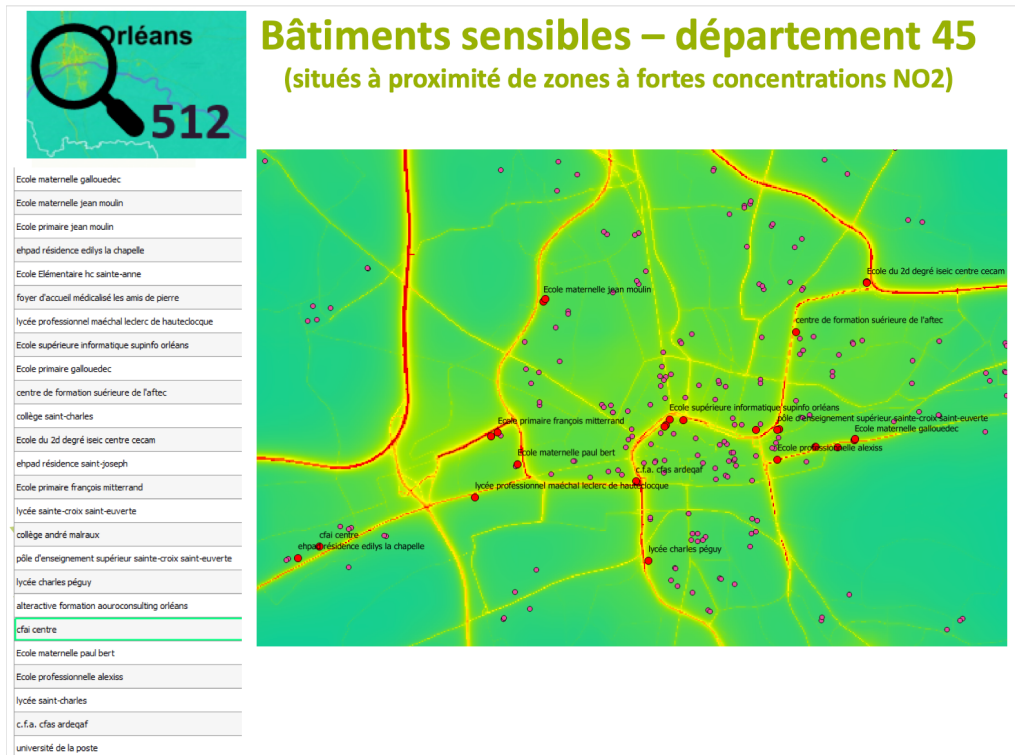 Orléans
512
Bâtiments sensibles – département 45
(situés à proximité de zones à fortes concentrations NO2)
Ecole maternelle gallouedec
Ecole maternelle jean moulin
Ecole primaire jean moulin
ehpad résidence edilys la chapelle
Ecole Elémentaire hc sainte-anne
foyer d'accueil médicalisé les amis de pierre
lycée professionnel maéchal leclerc de hauteclocque
Ecole supérieure informatique supinfo orléans
Ecole primaire gallouedec
centre de formation suérieure de l'aftec
collège saint-charles
Ecole du 2d degré iseic centre cecam
ehpad résidence saint-joseph
Ecole primaire françois mitterrand
lycée sainte-croix saint-euverte
collège andré malraux
pôle d'enseignement supérieur sainte-croix saint-euverte
lycée charles péguy
alteractive formation aouroconsulting orléans
cfai centre
Ecole maternelle paul bert
Ecole professionnelle alexiss
lycée saint-charles
c.f.a. cfas ardeqaf
université de la poste
Ecole du 2d degré iseic centre cecam
Ecole maternelle jean moulin
centre de formation suérieure de l'aftec
Ecole supérieure informatique supinfo orléans
pôle d'enseignement supérieur sainte-croix saint-euverte
Ecole primaire françois mitterrand
Ecole maternelle gallouedec
Ecole professionnelle alexiss
Ecole maternelle paul bert
c.f.a. cfas ardeqaf
lycée professionnel maéchal leclerc de hauteclocque
cfai centre
ehpad résidence edilys la chapelle
lycée charles péguy